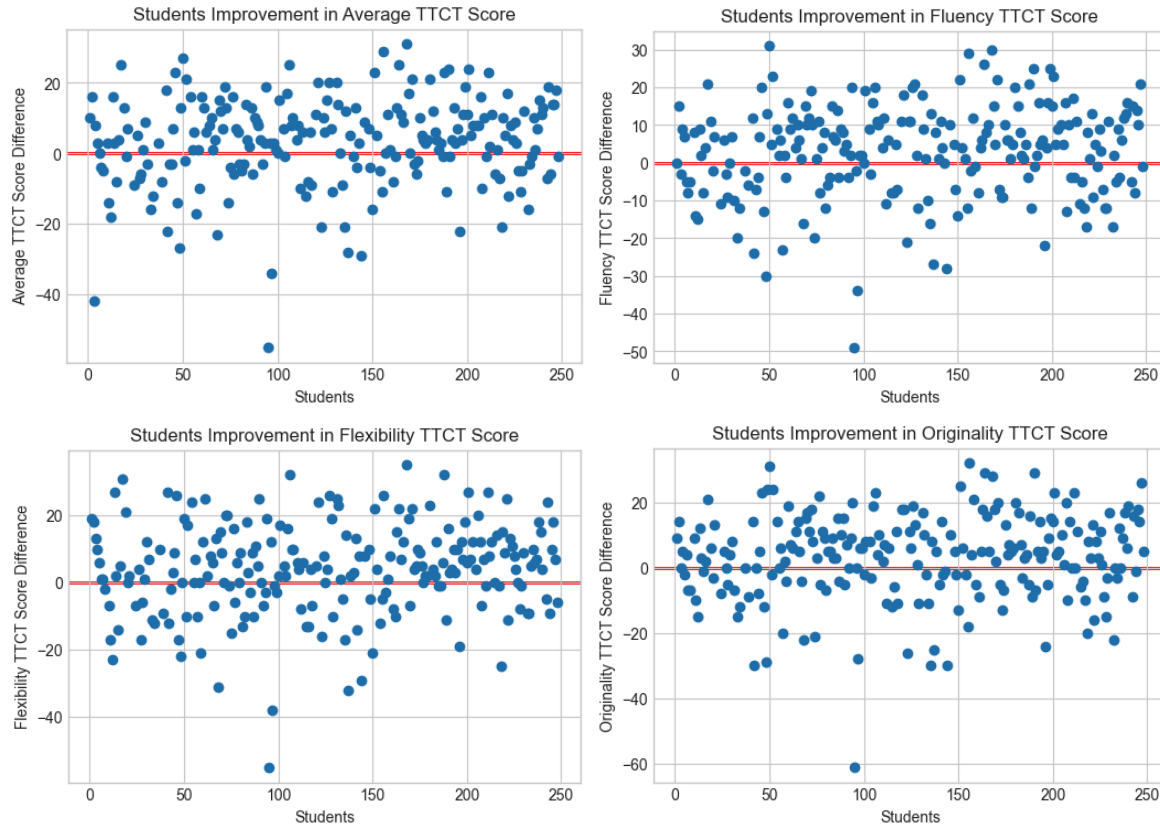 Students Improvement in Average TTCT Score
Average TTCT Score Difference
20
0
−20
−40
0 50 100 150 200 250
Students
Students Improvement in Fluency TTCT Score
Fluency TTCT Score Difference
30
20
10
0
−10
−20
−30
−40
−50
0 50 100 150 200 250
Students
Students Improvement in Flexibility TTCT Score
Flexibility TTCT Score Difference
20
0
−20
−40
0 50 100 150 200 250
Students
Students Improvement in Originality TTCT Score
Originality TTCT Score Difference
20
0
−20
−40
−60
0 50 100 150 200 250
Students